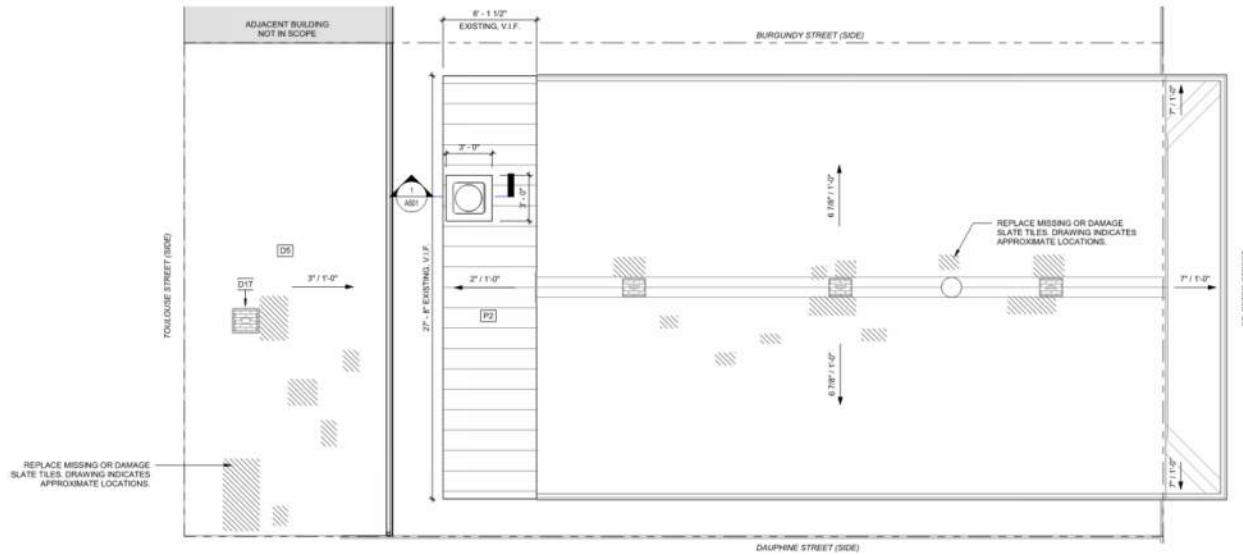 ADJACENT BUILDING
NOT IN SCOPE
6' - 1 1/2"
EXISTING, V.I.F.
BURGUNDY STREET (SIDE)
7" / 1'-0"
3' - 0"
3' - 0"
1
A501
6 7/8" / 1'-0"
REPLACE MISSING OR DAMAGE
SLATE TILES. DRAWING INDICATES
APPROXIMATE LOCATIONS.
TOULOUSE STREET (SIDE)
D5
D17
3" / 1'-0"
27' - 8" EXISTING, V.I.F.
2" / 1'-0"
P2
7" / 1'-0"
6 7/8" / 1'-0"
REPLACE MISSING OR DAMAGE
SLATE TILES. DRAWING INDICATES
APPROXIMATE LOCATIONS.
7" / 1'-0"
DAUPHINE STREET (SIDE)